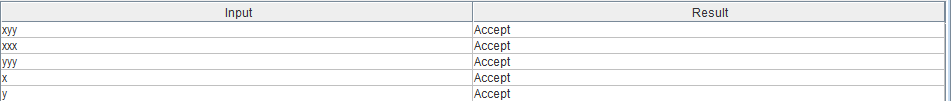 Input Result
xyy Accept
xxx Accept
yyy Accept
x Accept
y Accept